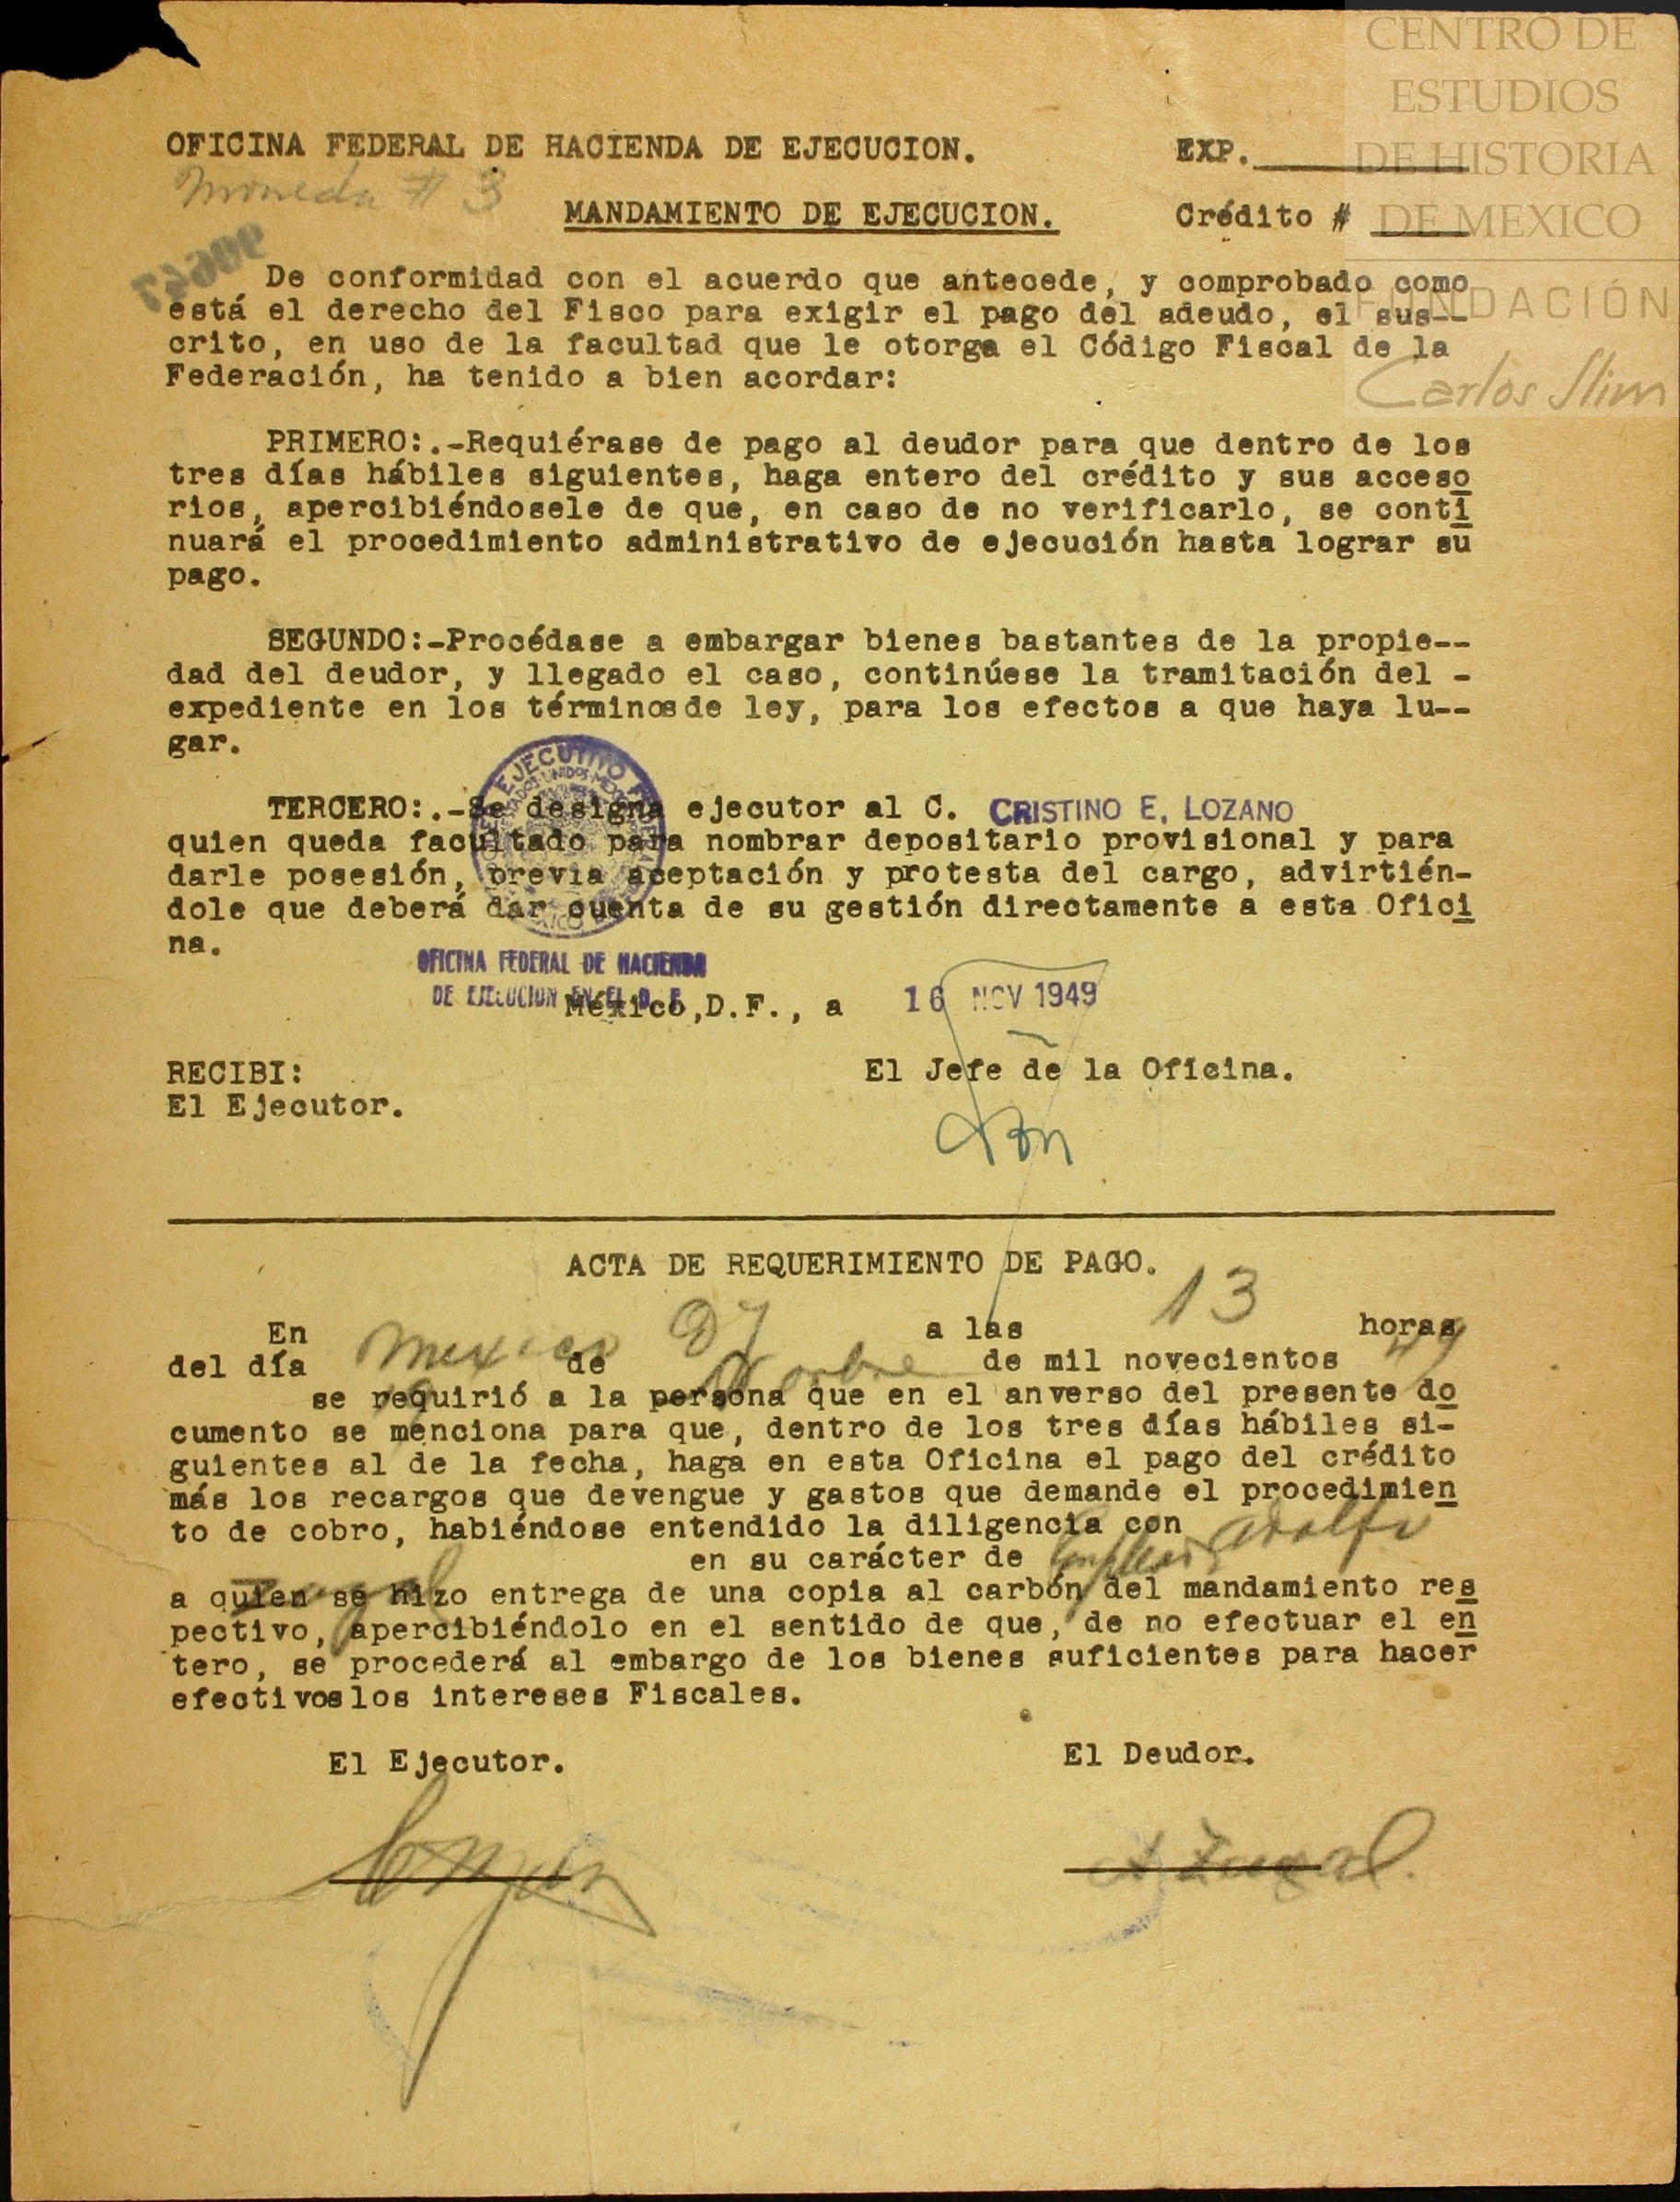 CENTRO DE
ESTUDIOS
DE HISTORIA
DE MEXICO
FUNDACIÓN
Carlos Slim
OFICINA FEDERAL DE HACIENDA DE EJECUCION. EXP.
Moneda # 3
MANDAMIENTO DE EJECUCION. Crédito #
De conformidad con el acuerdo que antecede, y comprobado como
está el derecho del Fisco para exigir el pago del adeudo, el sus--
crito, en uso de la facultad que le otorga el Código Fiscal de la
Federación, ha tenido a bien acordar:
PRIMERO:.-Requiérase de pago al deudor para que dentro de los
tres días hábiles siguientes, haga entero del crédito y sus acceso
rios, apercibiéndosele de que, en caso de no verificarlo, se conti
nuará el procedimiento administrativo de ejecución hasta lograr su
pago.
SEGUNDO:-Procédase a embargar bienes bastantes de la propie--
dad del deudor, y llegado el caso, continúese la tramitación del -
expediente en los términos de ley, para los efectos a que haya lu--
gar.
TERCERO:.-Se designa ejecutor al C. CRISTINO E. LOZANO
quien queda facultado para nombrar depositario provisional y para
darle posesión, previa aceptación y protesta del cargo, advirtién-
dole que deberá dar cuenta de su gestión directamente a esta Ofici
na.
OFICINA FEDERAL DE HACIENDA
DE EJECUCION EN EL D. F.
México,D.F., a 16 NOV 1949
RECIBI: El Jefe de la Oficina.
El Ejecutor.
ACTA DE REQUERIMIENTO DE PAGO.
En Mexico DF a las 13 horas
del día 19 de Novbre de mil novecientos 49
se requirió a la persona que en el anverso del presente do
cumento se menciona para que, dentro de los tres días hábiles si-
guientes al de la fecha, haga en esta Oficina el pago del crédito
más los recargos que devengue y gastos que demande el procedimien
to de cobro, habiéndose entendido la diligencia con Adolfo
en su carácter de
a quien se hizo entrega de una copia al carbón del mandamiento res
pectivo, apercibiéndolo en el sentido de que, de no efectuar el en
tero, se procederá al embargo de los bienes suficientes para hacer
efectivos los intereses Fiscales.
El Ejecutor. El Deudor.